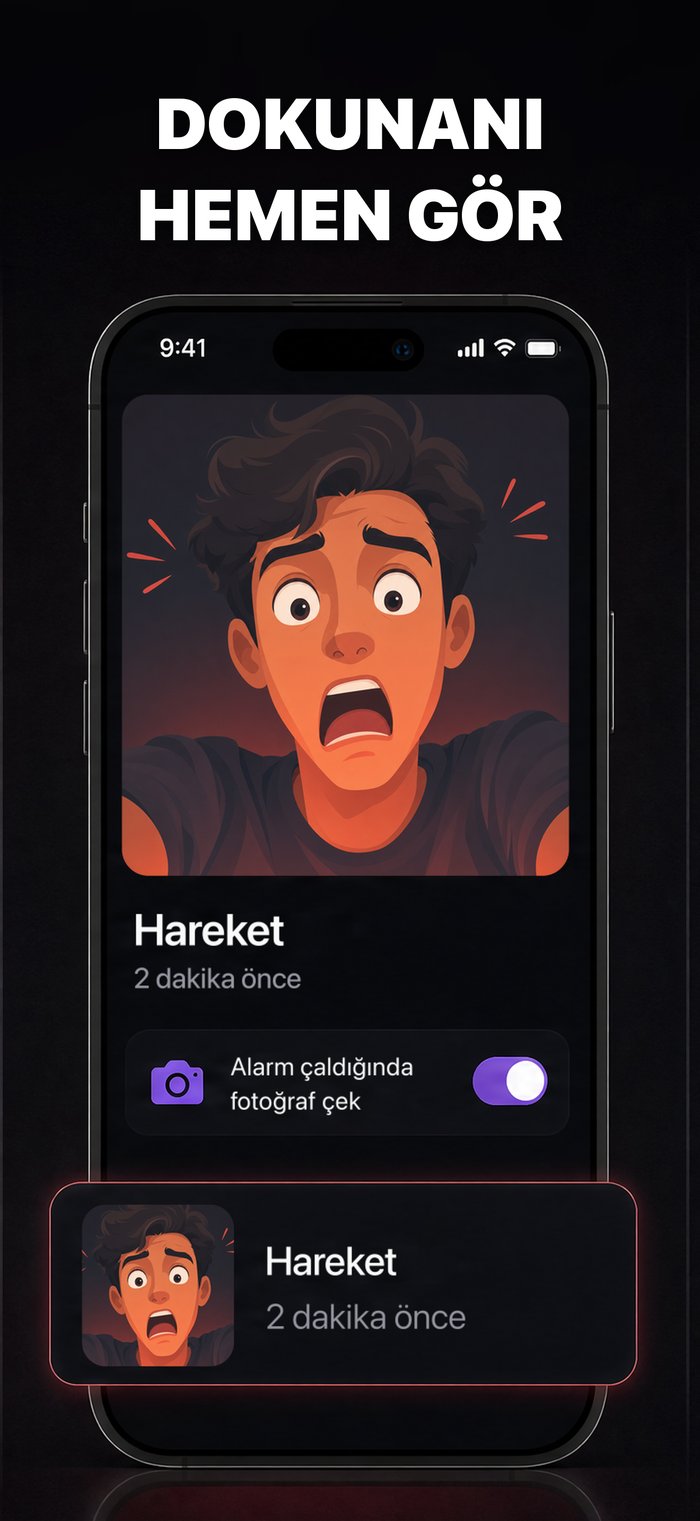 DOKUNANI
HEMEN GÖR
9:41
Hareket
2 dakika önce
Alarm çaldığında
fotoğraf çek
Hareket
2 dakika önce